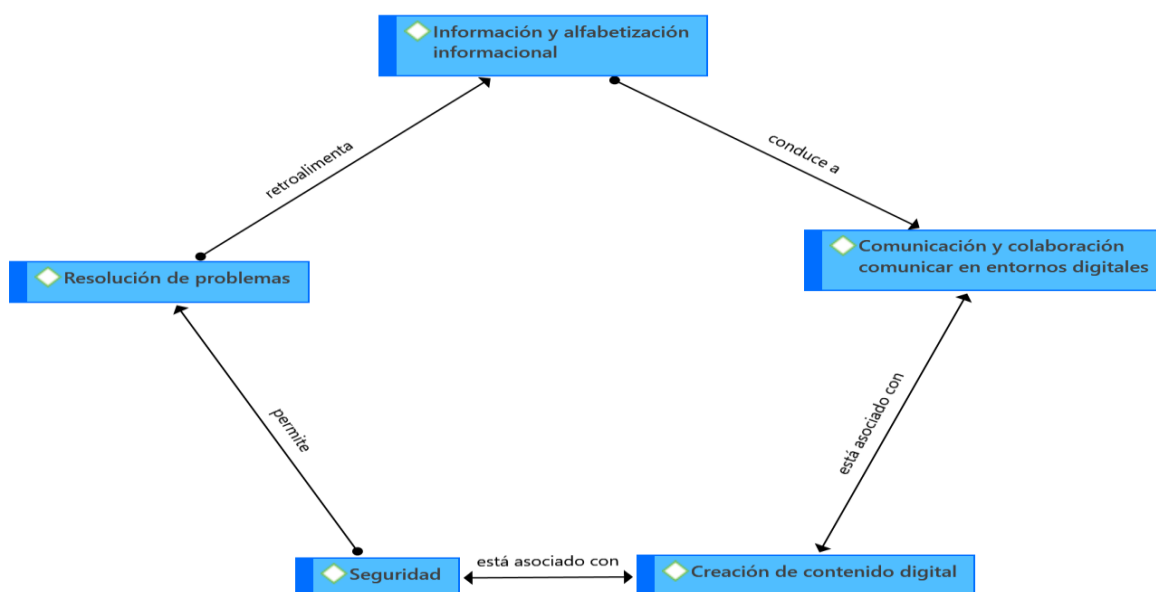 Información y alfabetización
informacional
retroalimenta
conduce a
Comunicación y colaboración
comunicar en entornos digitales
Resolución de problemas
está asociado con
permite
está asociado con
Seguridad
Creación de contenido digital